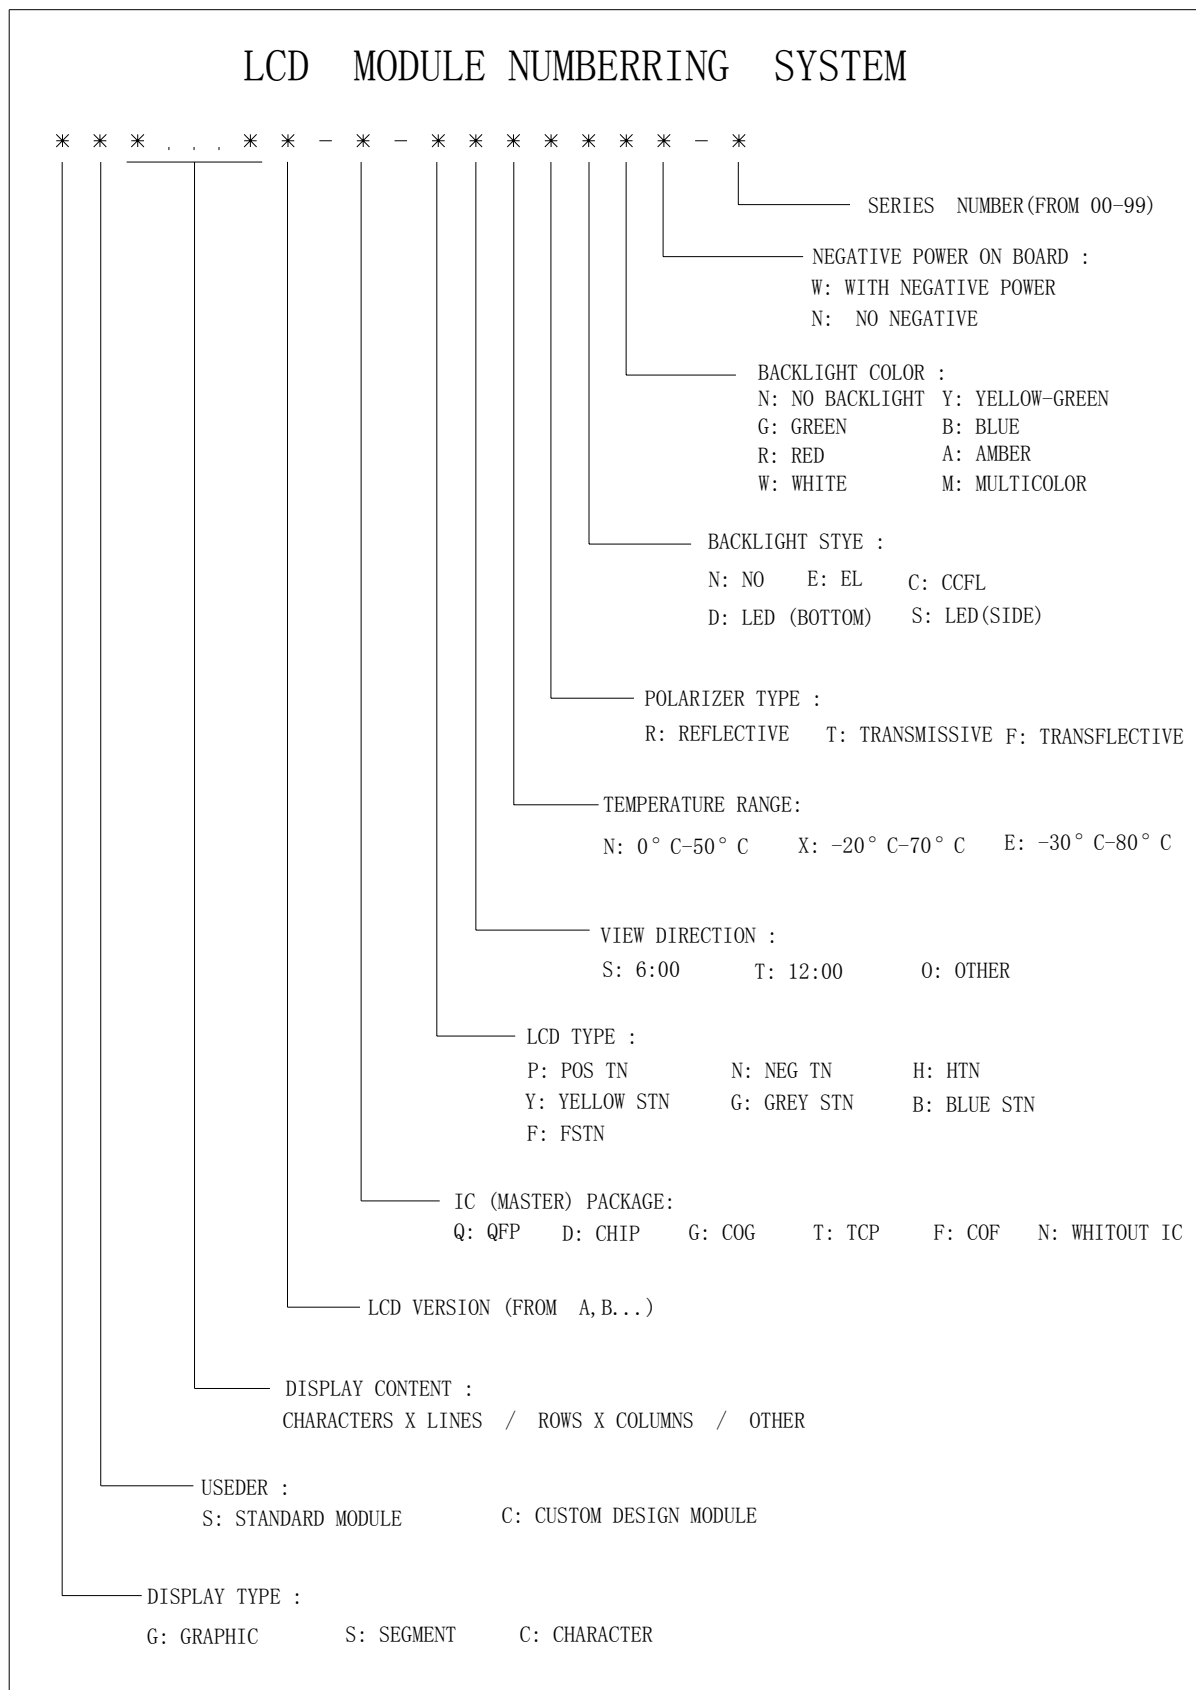 LCD MODULE NUMBERRING SYSTEM
* * * . . . * * - * - * * * * * * * - *
SERIES NUMBER(FROM 00-99)
NEGATIVE POWER ON BOARD :
W: WITH NEGATIVE POWER
N: NO NEGATIVE
BACKLIGHT COLOR :
N: NO BACKLIGHT Y: YELLOW-GREEN
G: GREEN B: BLUE
R: RED A: AMBER
W: WHITE M: MULTICOLOR
BACKLIGHT STYE :
N: NO E: EL C: CCFL
D: LED (BOTTOM) S: LED(SIDE)
POLARIZER TYPE :
R: REFLECTIVE T: TRANSMISSIVE F: TRANSFLECTIVE
TEMPERATURE RANGE:
N: 0° C-50° C X: -20° C-70° C E: -30° C-80° C
VIEW DIRECTION :
S: 6:00 T: 12:00 O: OTHER
LCD TYPE :
P: POS TN N: NEG TN H: HTN
Y: YELLOW STN G: GREY STN B: BLUE STN
F: FSTN
IC (MASTER) PACKAGE:
Q: QFP D: CHIP G: COG T: TCP F: COF N: WHITOUT IC
LCD VERSION (FROM A,B...)
DISPLAY CONTENT :
CHARACTERS X LINES / ROWS X COLUMNS / OTHER
USEDER :
S: STANDARD MODULE C: CUSTOM DESIGN MODULE
DISPLAY TYPE :
G: GRAPHIC S: SEGMENT C: CHARACTER